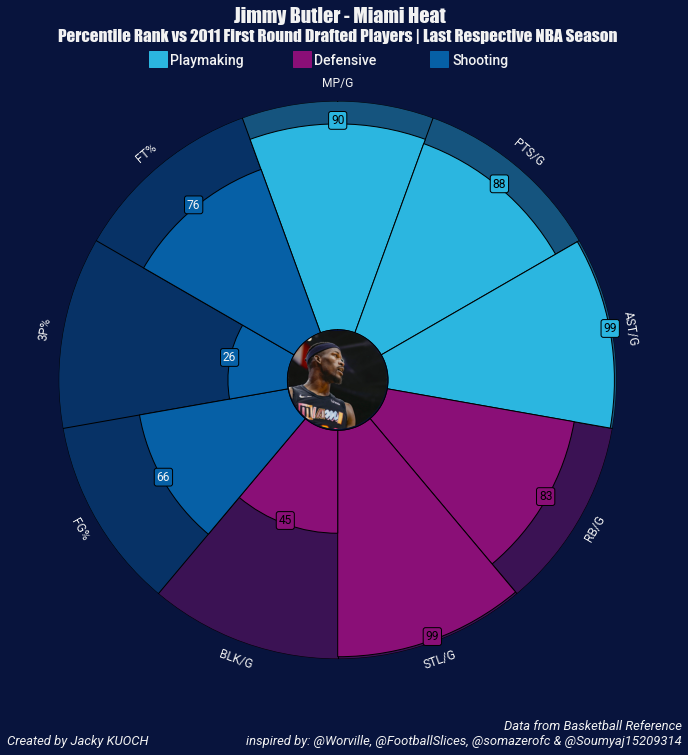 Jimmy Butler - Miami Heat
Percentile Rank vs 2011 First Round Drafted Players | Last Respective NBA Season
Playmaking Defensive Shooting
MP/G
90
PTS/G
88
AST/G
99
RB/G
83
STL/G
99
BLK/G
45
FG%
66
3P%
26
FT%
76
Data from Basketball Reference
Created by Jacky KUOCH
inspired by: @Worville, @FootballSlices, @somazerofc & @Soumyaj15209314